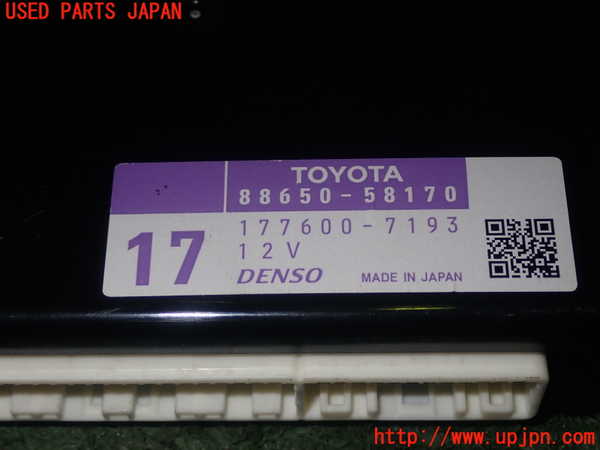 USED PARTS JAPAN
TOYOTA
88650-58170
17
177600-7193
12V
DENSO
MADE IN JAPAN
http://www.upjpn.com